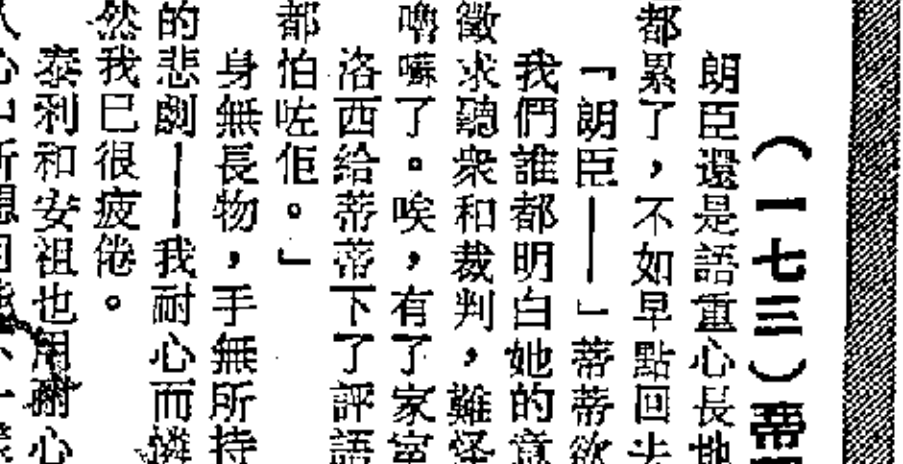 （一七三）蒂
朗臣還是語重心長地
都累了，不如早點回去
「朗臣——」蒂蒂欲
我們誰都明白她的意
徵求聽衆和裁判，難怪
嚕囌了。唉，有了家室
洛西給蒂蒂下了評語
都怕咗佢。」
身無長物，手無所持
的悲劇——我耐心而憐
然我已很疲倦。
泰利和安祖也用耐心